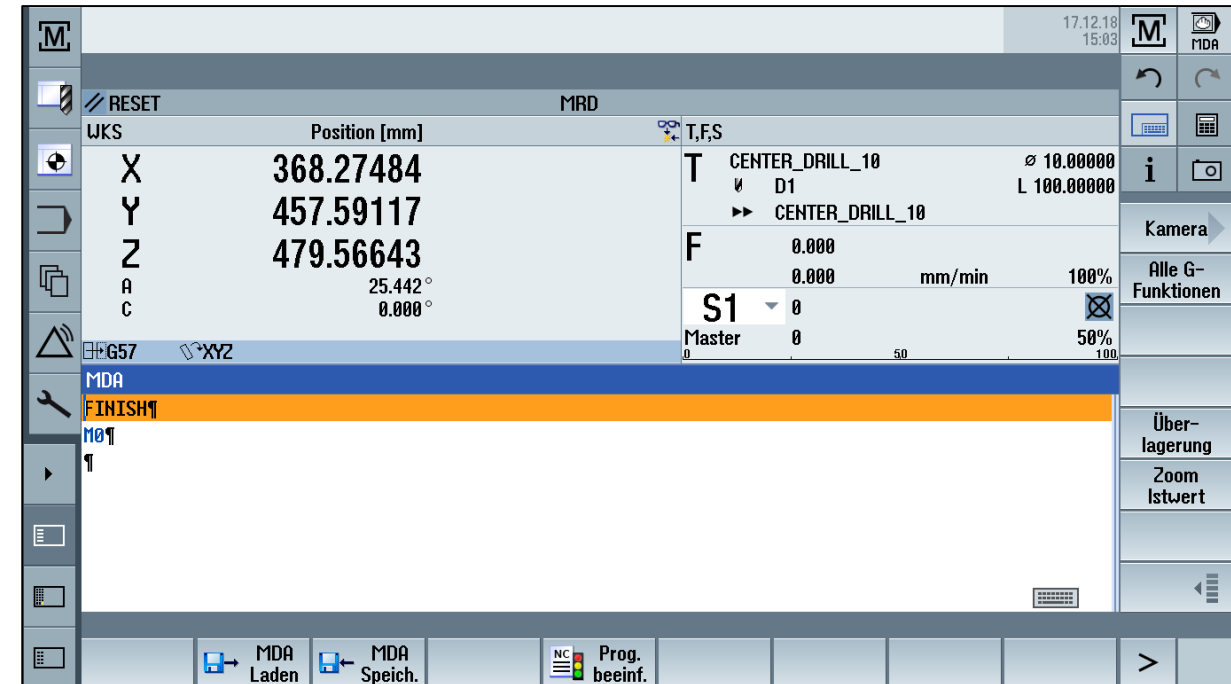 M
17.12.18
15:03
M
MDA
RESET
MRD
WKS
Position [mm]
T,F,S
X
368.27484
Y
457.59117
Z
479.56643
A
25.442°
C
0.000°
T
CENTER_DRILL_10
ø 10.00000
D1
L 100.00000
CENTER_DRILL_10
F
0.000
0.000
mm/min
100%
S1
0
Master
0
50%
0
50
100
G57
XYZ
i
Kamera
Alle G-
Funktionen
MDA
FINISH¶
M0¶
¶
Über-
lagerung
Zoom
Istwert
MDA
Laden
MDA
Speich.
NC
Prog.
beeinf.
>